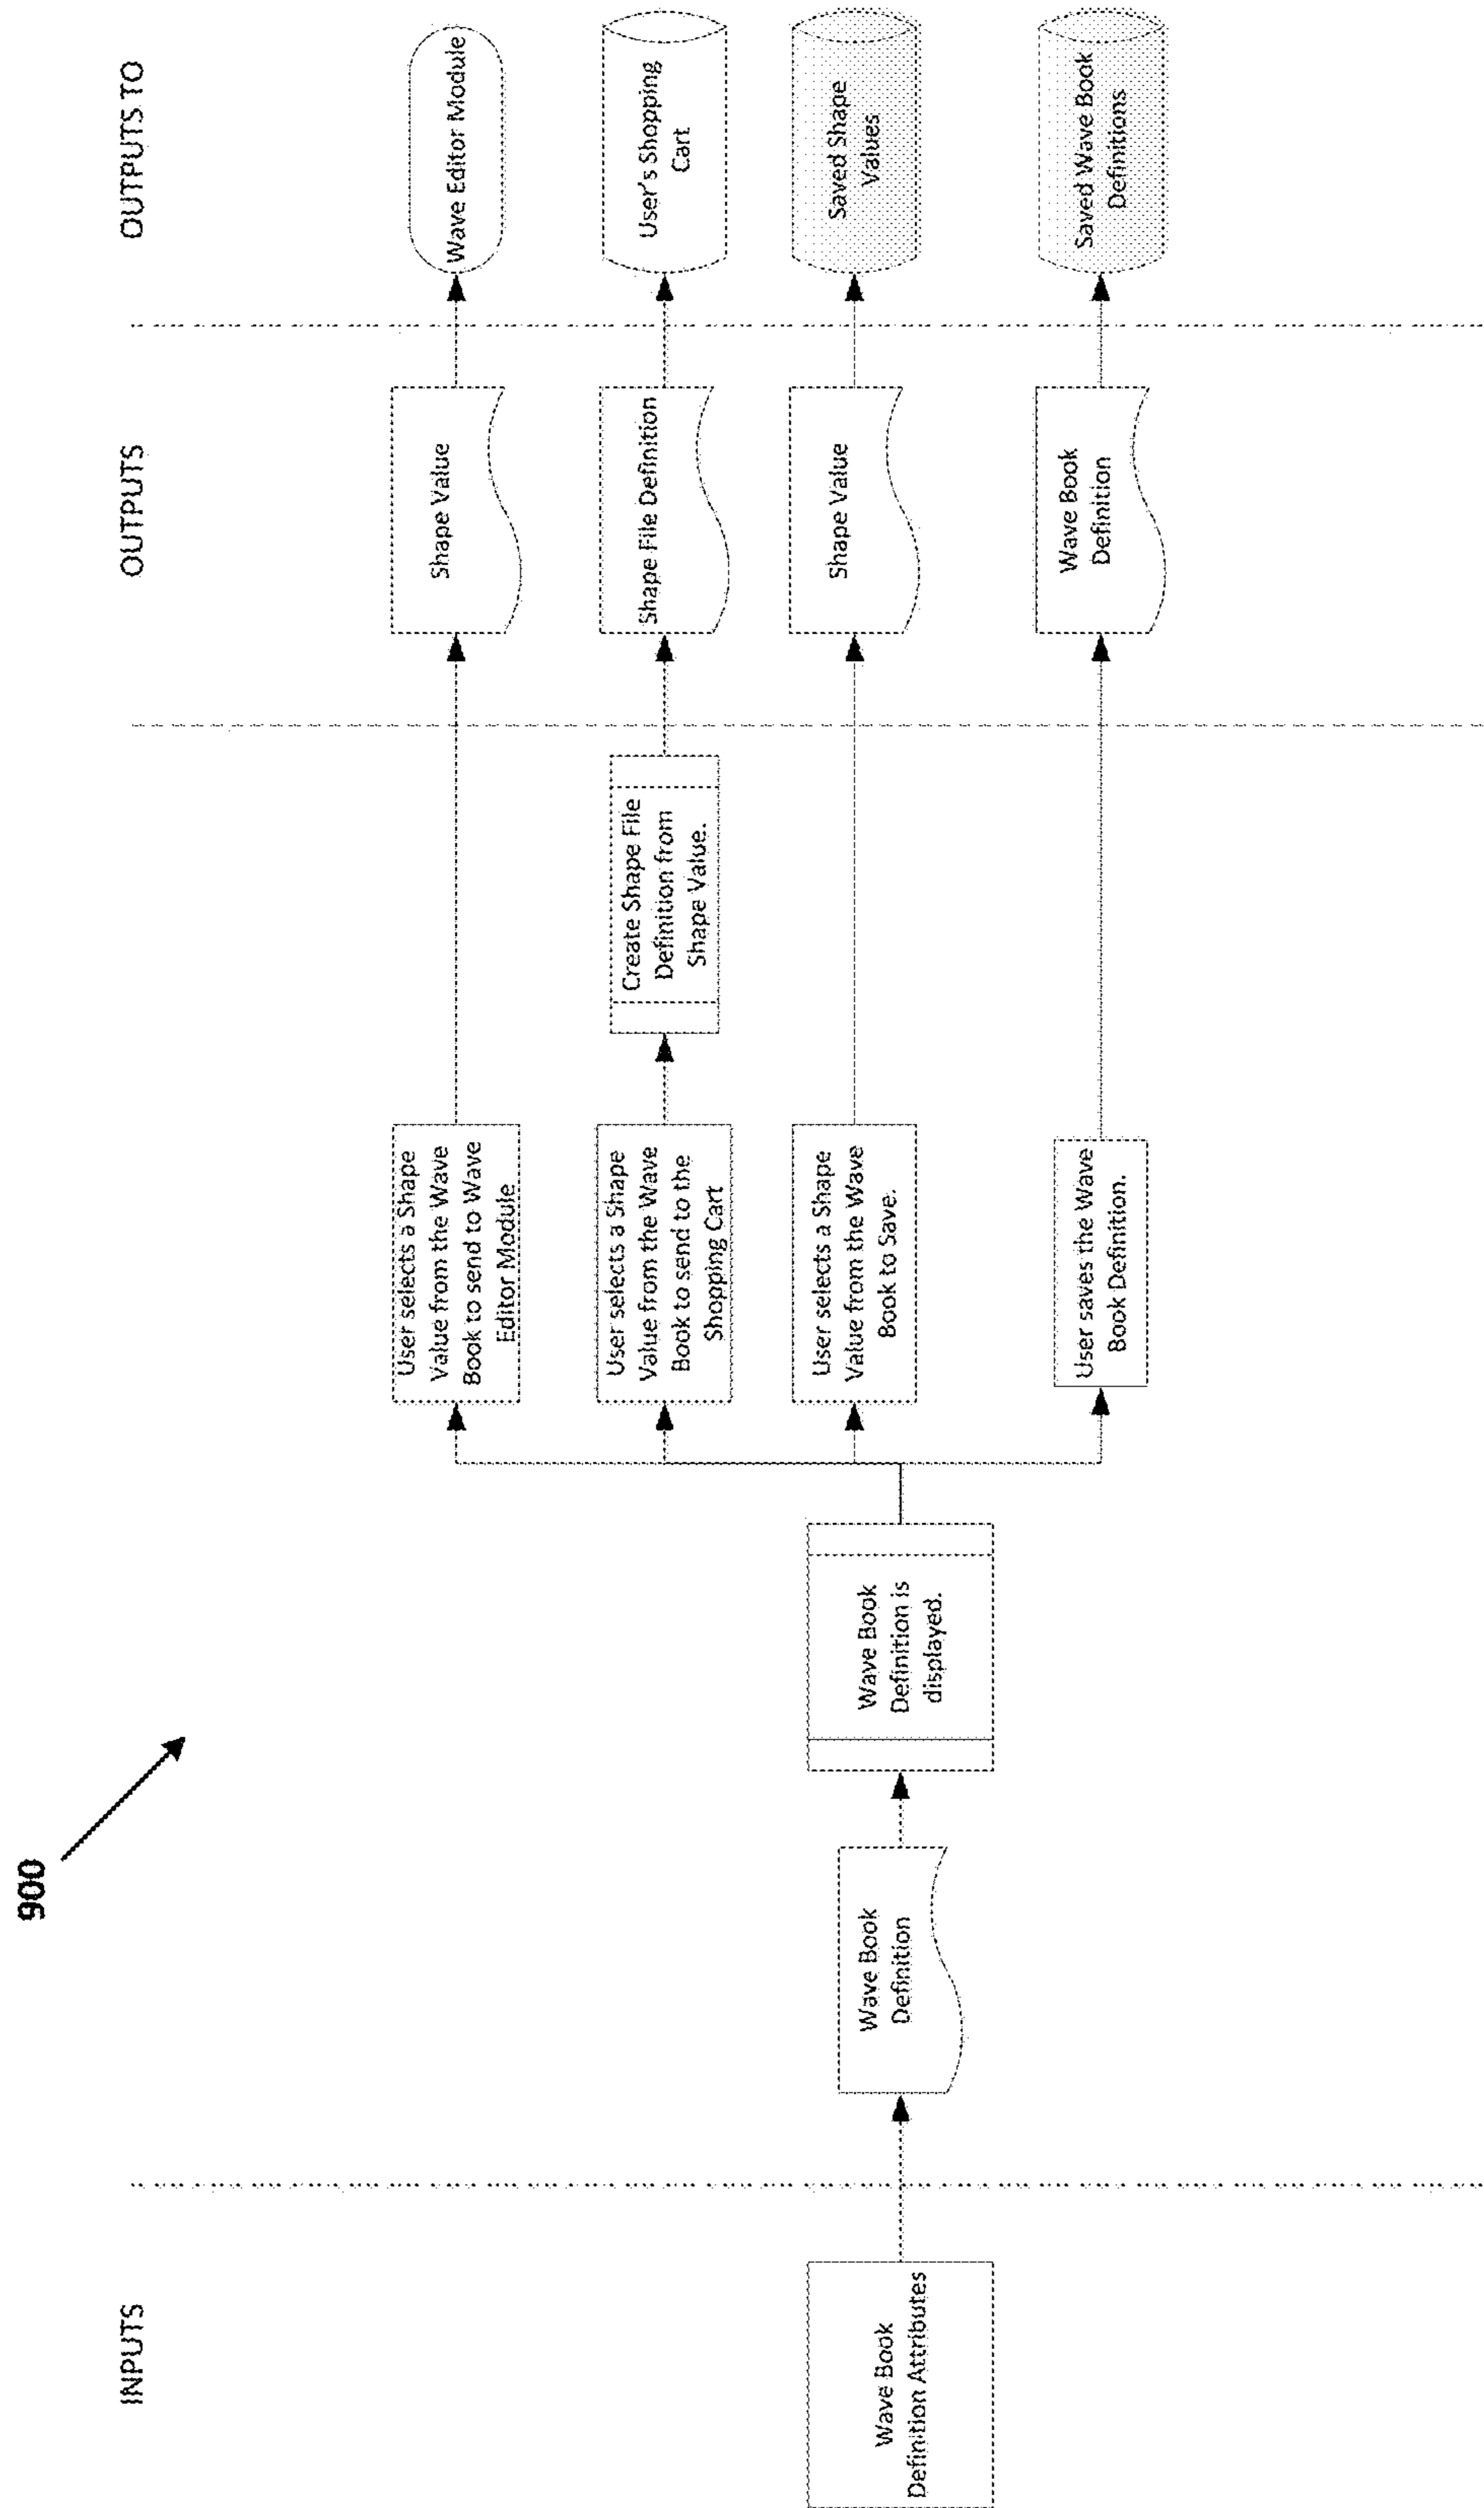 900
INPUTS
OUTPUTS
OUTPUTS TO
Wave Book
Definition Attributes
Wave Book
Definition
Wave Book
Definition is
displayed.
User selects a Shape
Value from the Wave
Book to send to Wave
Editor Module
Shape Value
Wave Editor Module
User selects a Shape
Value from the Wave
Book to send to the
Shopping Cart
Create Shape File
Definition from
Shape Value.
Shape File Definition
User's Shopping
Cart
User selects a Shape
Value from the Wave
Book to Save.
Shape Value
Saved Shape
Values
User saves the Wave
Book Definition.
Wave Book
Definition
Saved Wave Book
Definitions